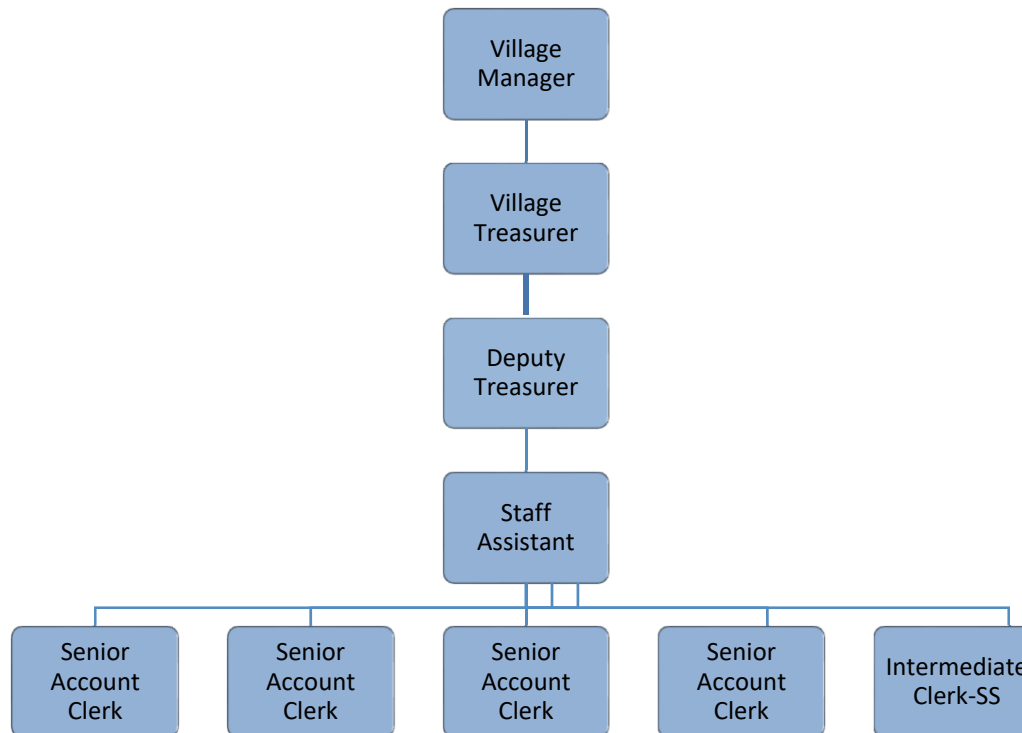 Village
Manager
Village
Treasurer
Deputy
Treasurer
Staff
Assistant
Senior
Account
Clerk
Senior
Account
Clerk
Senior
Account
Clerk
Senior
Account
Clerk
Intermediate
Clerk-SS